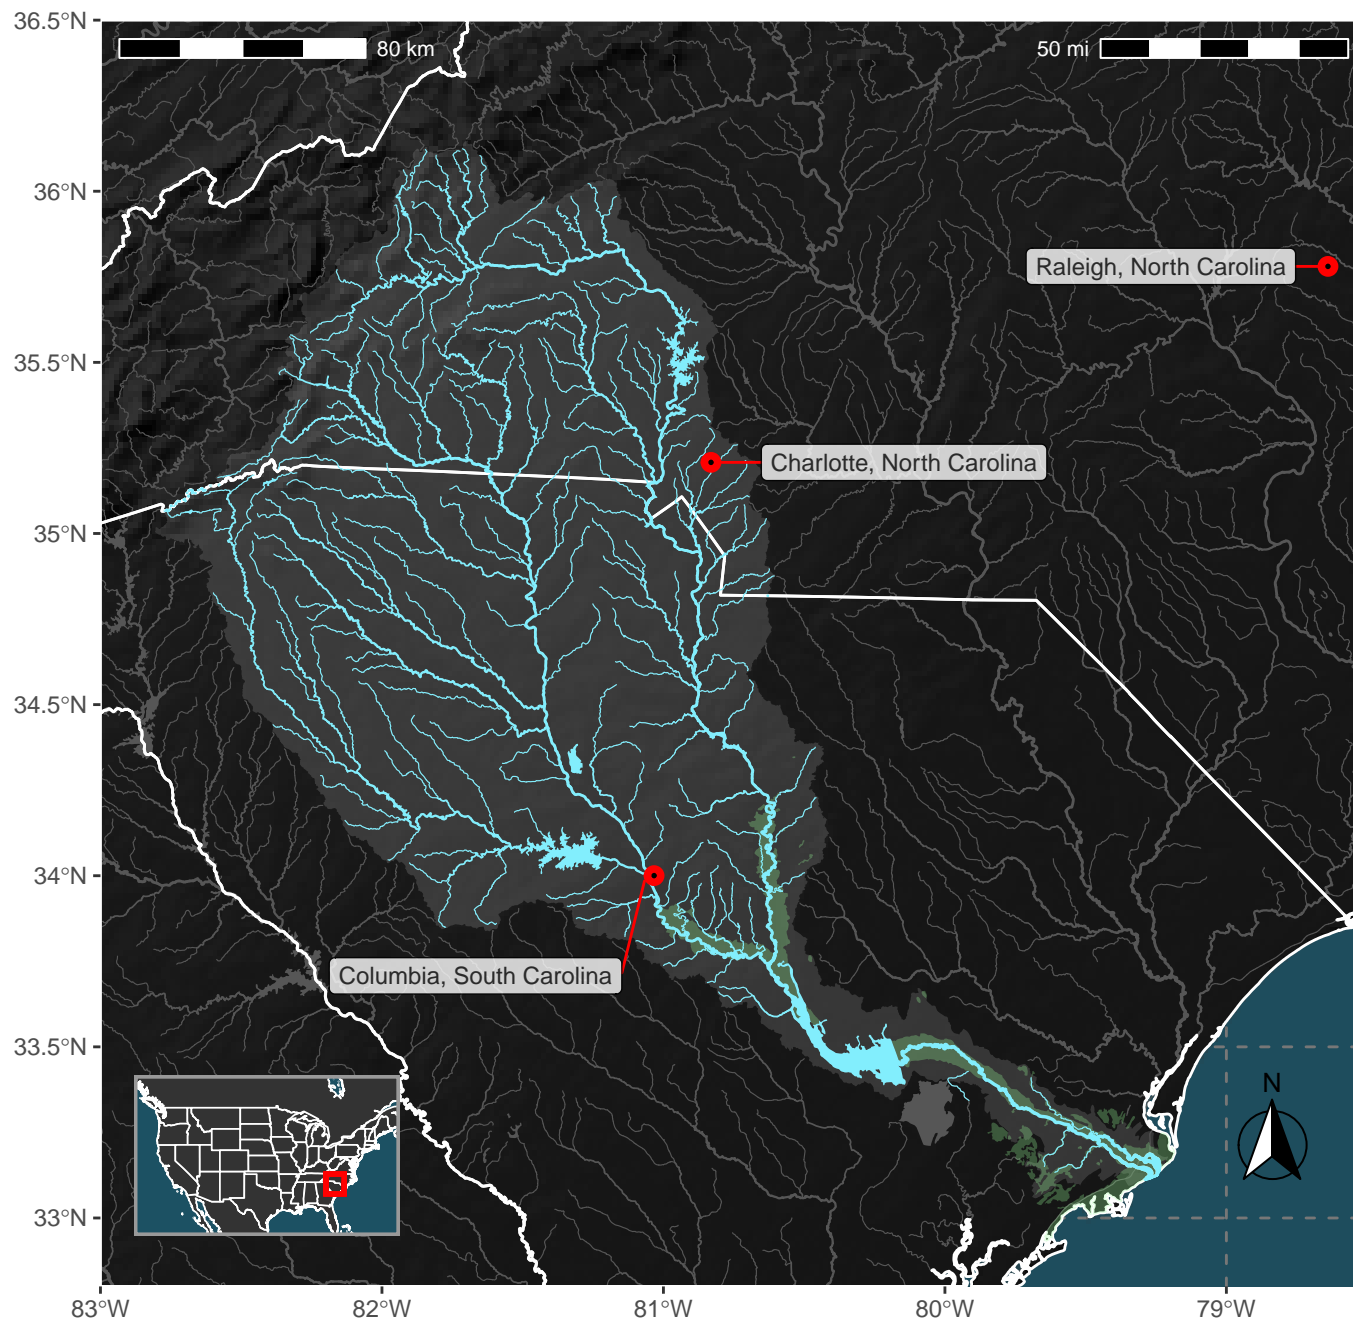 36.5°N
80 km
50 mi
36°N
Raleigh, North Carolina
35.5°N
Charlotte, North Carolina
35°N
34.5°N
34°N
Columbia, South Carolina
33.5°N
N
33°N
83°W
82°W
81°W
80°W
79°W